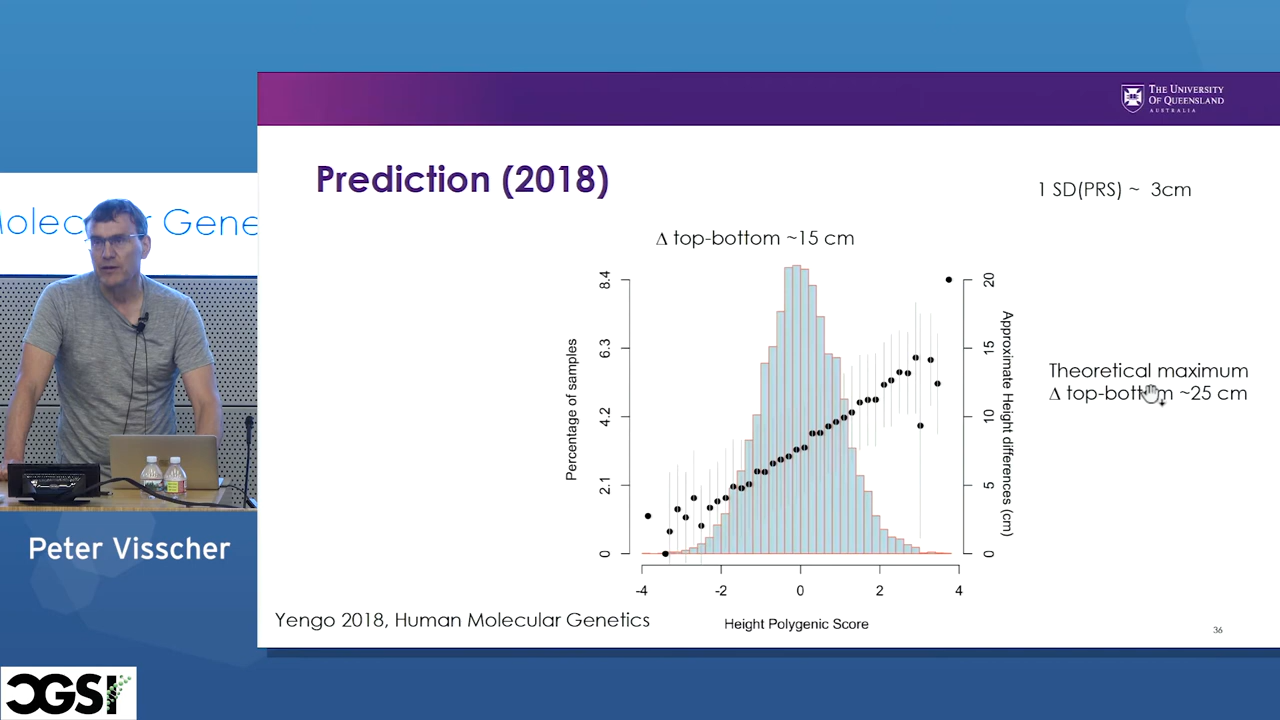 THE UNIVERSITY
OF QUEENSLAND
AUSTRALIA
Prediction (2018)
1 SD(PRS) ~ 3cm
Δ top-bottom ~15 cm
8.4
6.3
4.2
2.1
0
Percentage of samples
20
15
10
5
0
Approximate Height differences (cm)
-4
-2
0
2
4
Height Polygenic Score
Theoretical maximum
Δ top-bottom ~25 cm
Yengo 2018, Human Molecular Genetics
36
Gene
Peter Visscher
CGSI